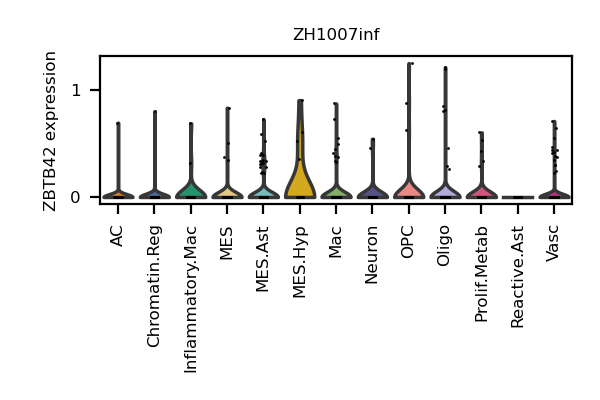 ZH1007inf
ZBTB42 expression
1
0
AC
Chromatin.Reg
Inflammatory.Mac
MES
MES.Ast
MES.Hyp
Mac
Neuron
OPC
Oligo
Prolif.Metab
Reactive.Ast
Vasc